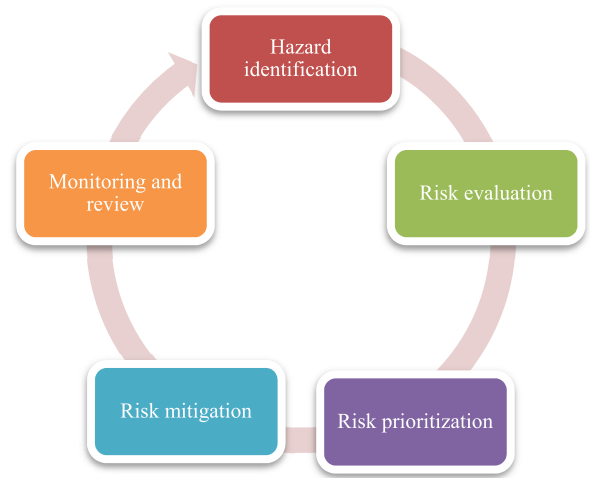 Hazard
identification
Risk evaluation
Risk prioritization
Risk mitigation
Monitoring and
review